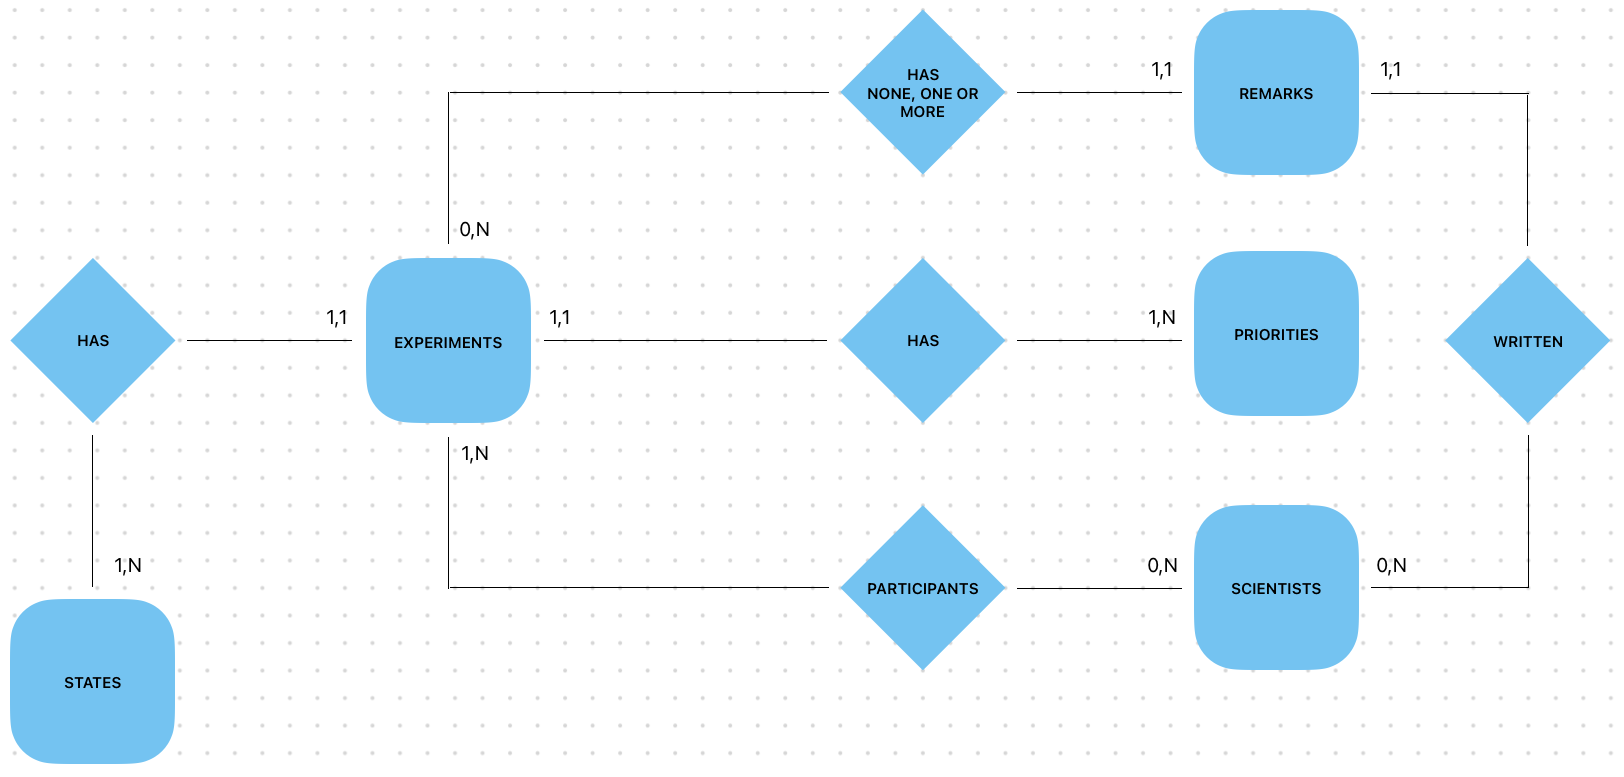 HAS
NONE, ONE OR
MORE
1,1
REMARKS
1,1
0,N
HAS
1,1
EXPERIMENTS
1,1
HAS
1,N
PRIORITIES
WRITTEN
1,N
1,N
PARTICIPANTS
0,N
SCIENTISTS
0,N
STATES